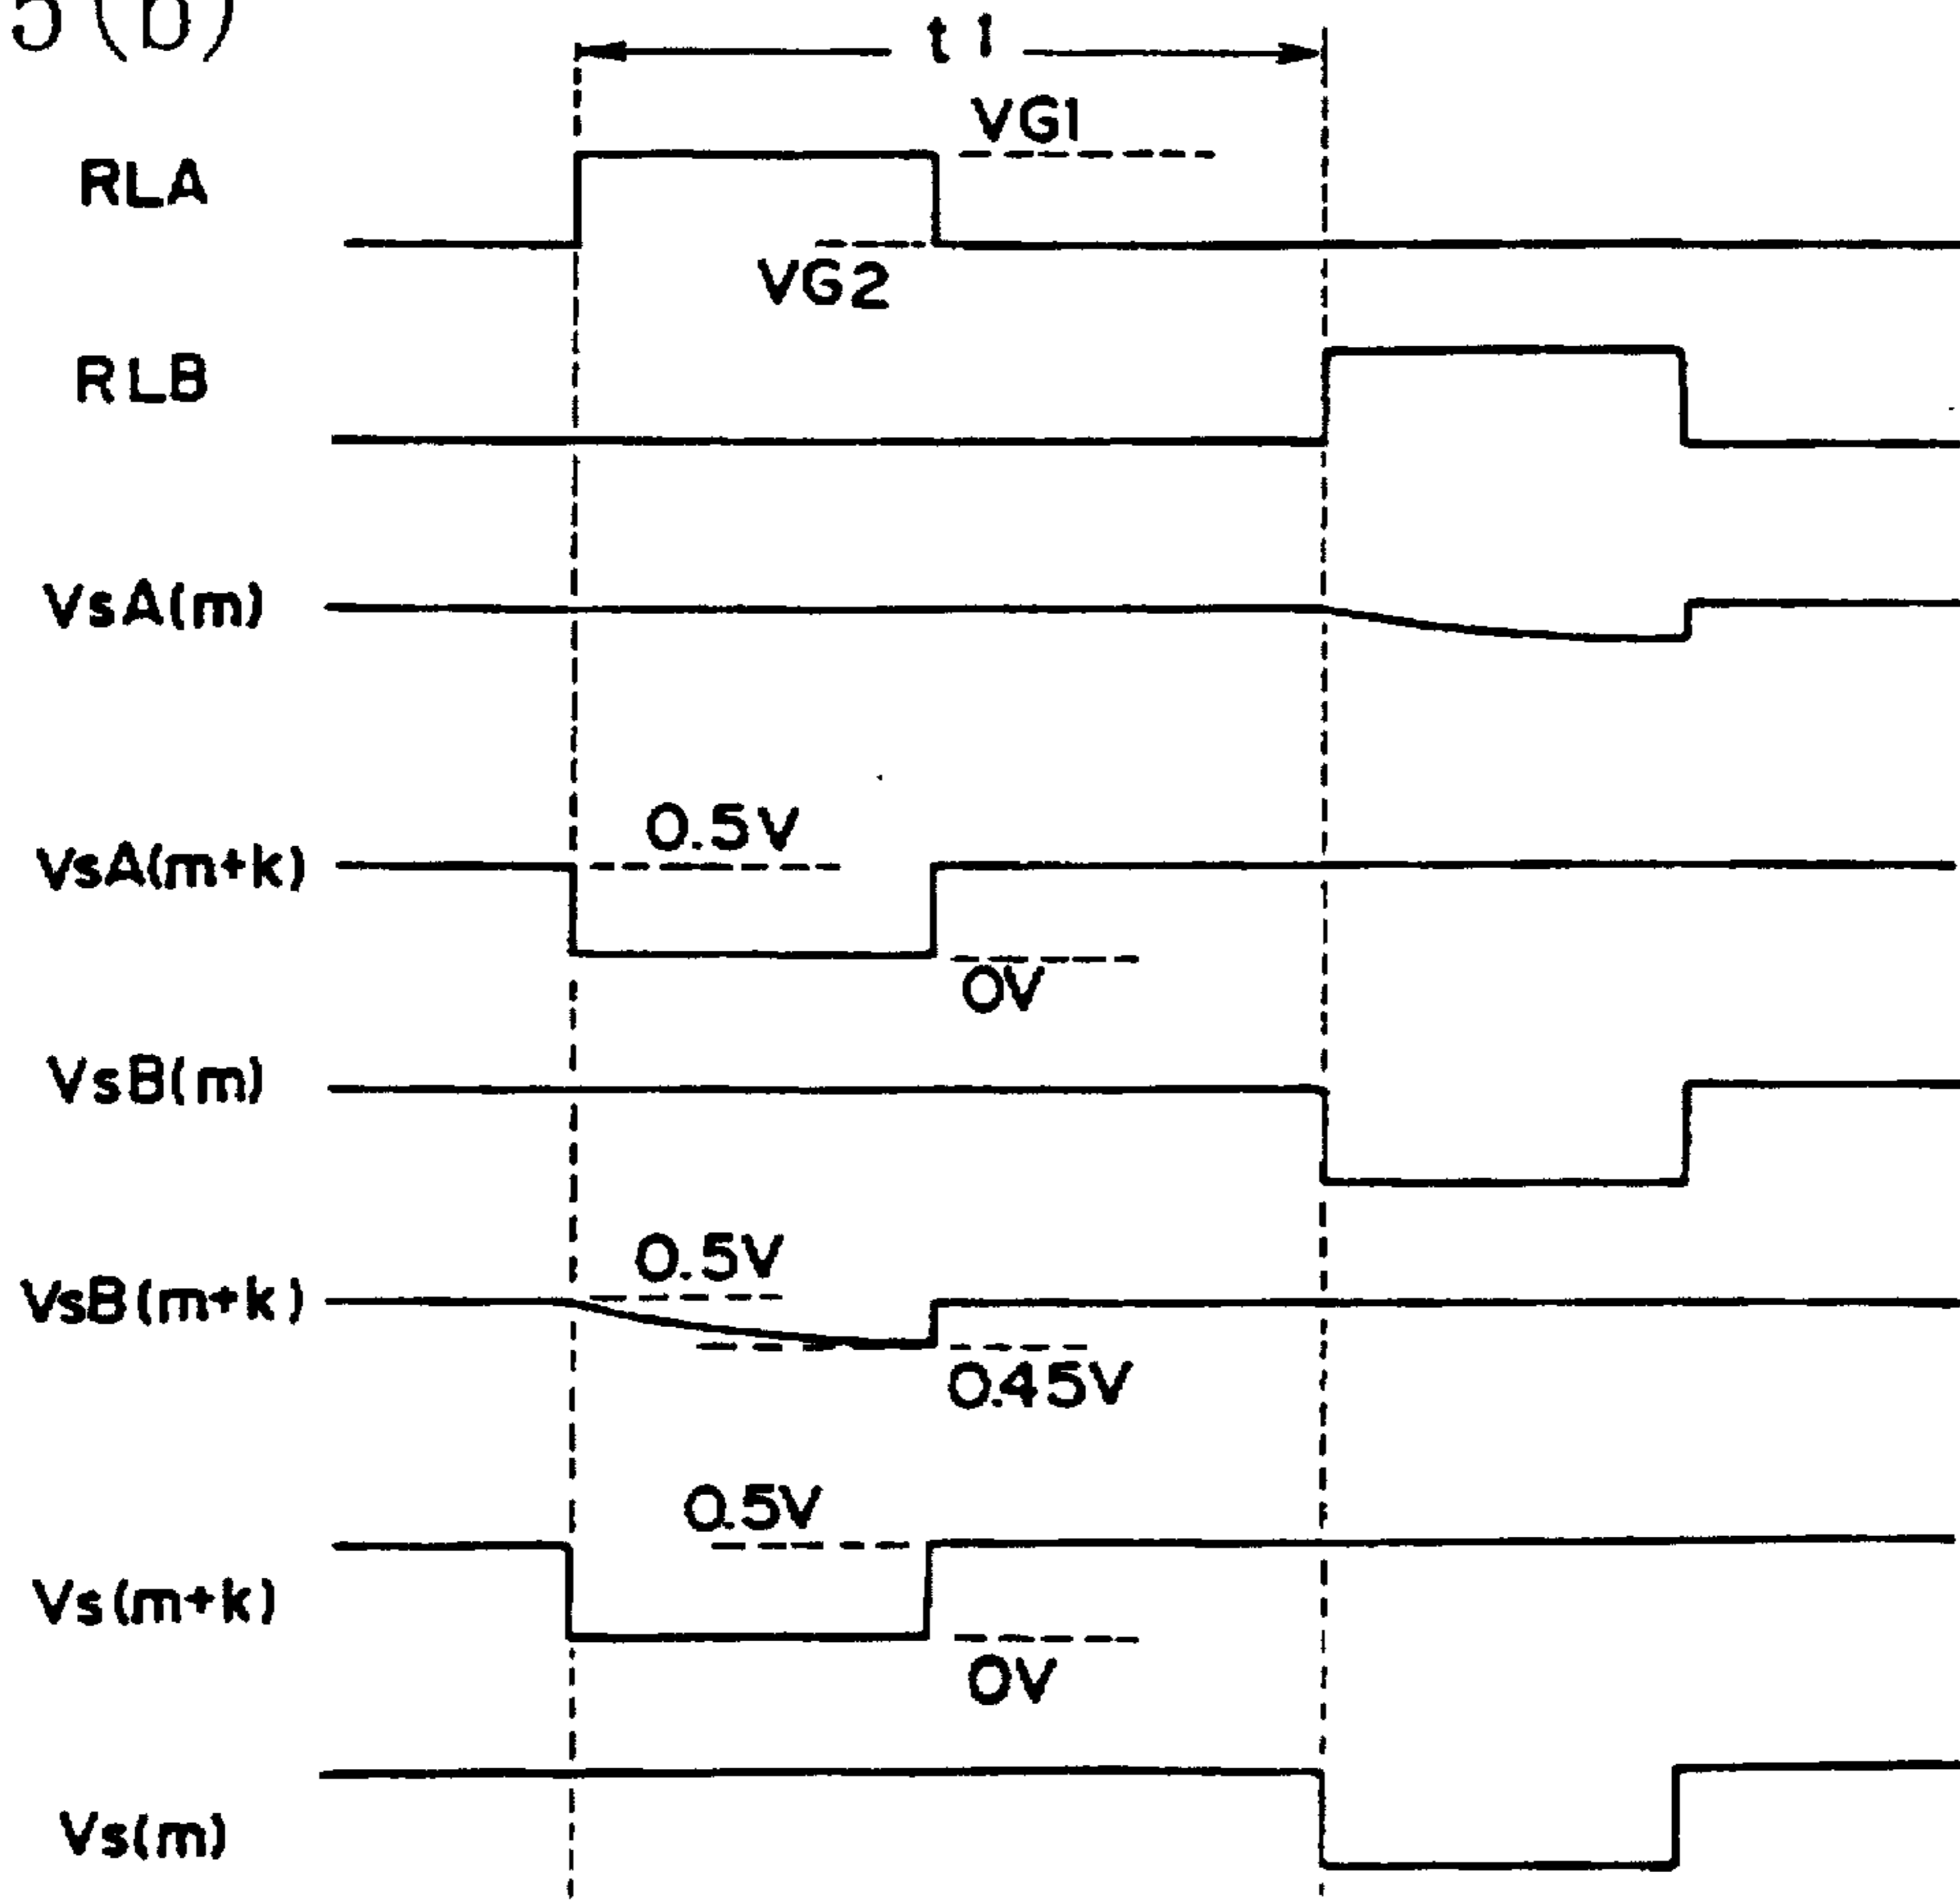 5(b)
t1
VG1
RLA
VG2
RLB
VsA(m)
0.5V
VsA(m+k)
0V
VsB(m)
0.5V
VsB(m+k)
0.45V
0.5V
Vs(m+k)
0V
Vs(m)